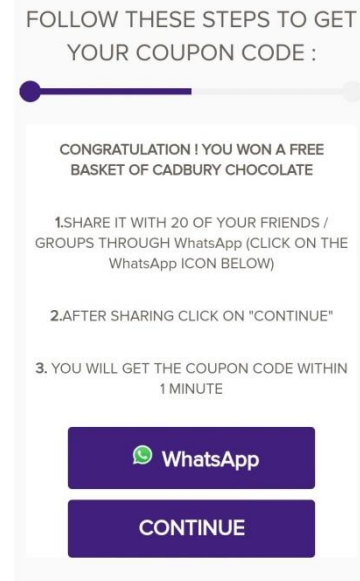 FOLLOW THESE STEPS TO GET
YOUR COUPON CODE :
CONGRATULATION ! YOU WON A FREE
BASKET OF CADBURY CHOCOLATE
1.SHARE IT WITH 20 OF YOUR FRIENDS /
GROUPS THROUGH WhatsApp (CLICK ON THE
WhatsApp ICON BELOW)
2.AFTER SHARING CLICK ON "CONTINUE"
3. YOU WILL GET THE COUPON CODE WITHIN
1 MINUTE
WhatsApp
CONTINUE